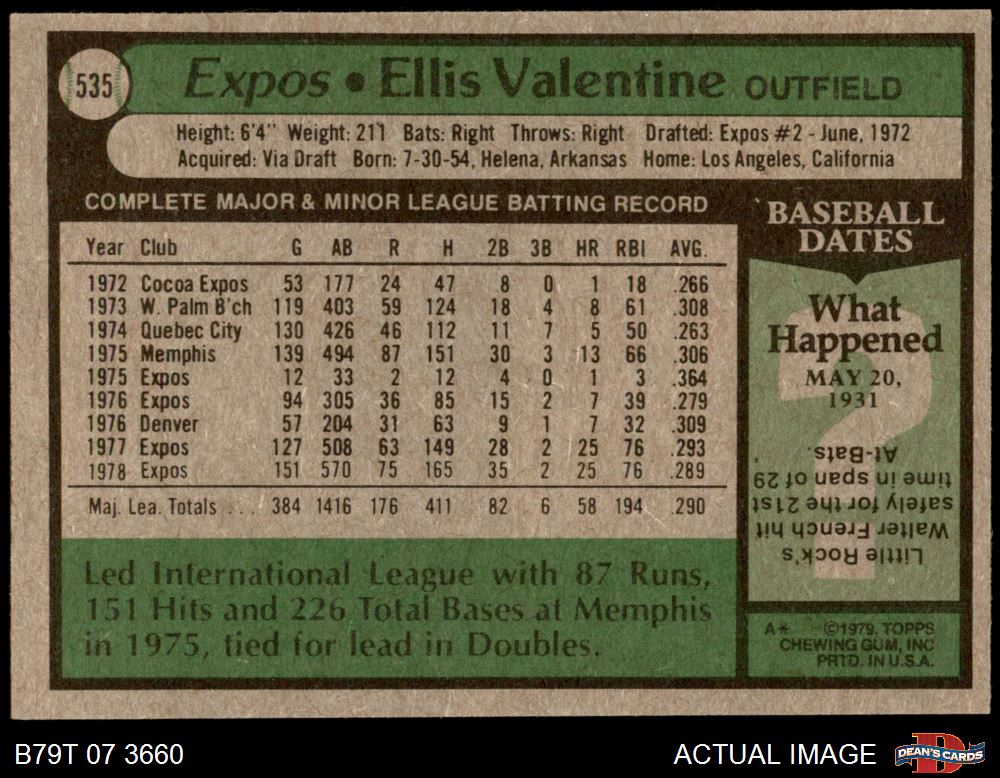 535
Expos • Ellis Valentine OUTFIELD
Height: 6'4" Weight: 211 Bats: Right Throws: Right Drafted: Expos #2 - June, 1972
Acquired: Via Draft Born: 7-30-54, Helena, Arkansas Home: Los Angeles, California
COMPLETE MAJOR & MINOR LEAGUE BATTING RECORD
Year Club G AB R H 2B 3B HR RBI AVG.
1972 Cocoa Expos 53 177 24 47 8 0 1 18 .266
1973 W. Palm B'ch 119 403 59 124 18 4 8 61 .308
1974 Quebec City 130 426 46 112 11 7 5 50 .263
1975 Memphis 139 494 87 151 30 3 13 66 .306
1975 Expos 12 33 2 12 4 0 1 3 .364
1976 Expos 94 305 36 85 15 2 7 39 .279
1976 Denver 57 204 31 63 9 1 7 32 .309
1977 Expos 127 508 63 149 28 2 25 76 .293
1978 Expos 151 570 75 165 35 2 25 76 .289
Maj. Lea. Totals . . . 384 1416 176 411 82 6 58 194 .290
Led International League with 87 Runs,
151 Hits and 226 Total Bases at Memphis
in 1975, tied for lead in Doubles.
BASEBALL
DATES
What
Happened
MAY 20,
1931
?
Little Rock's
Walter French hit
safely for the 21st
time in span of 29
At-Bats.
A* ©1979, TOPPS
CHEWING GUM, INC
PRTD. IN U.S.A.
B79T 07 3660
ACTUAL IMAGE
D
DEAN'S CARDS